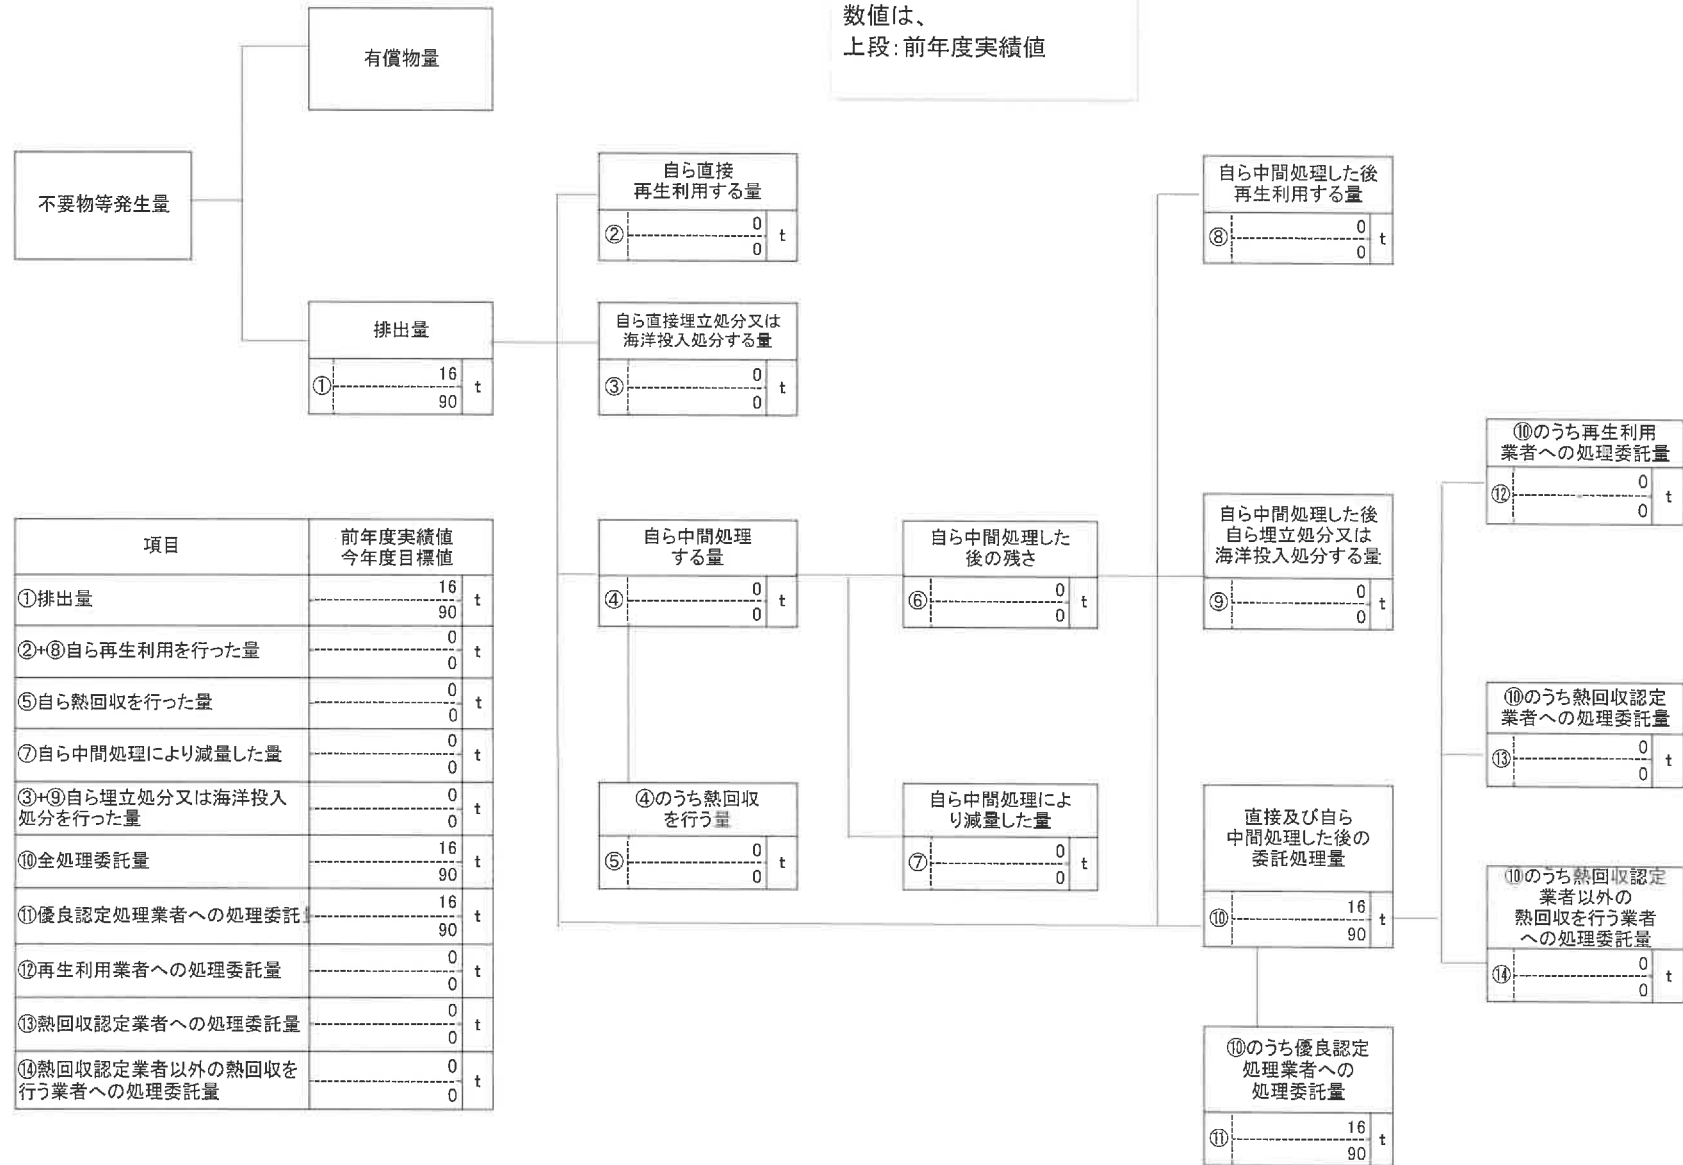 数値は、
上段：前年度実績値
有償物量
不要物等発生量
排出量
①
16
90
t
自ら直接
再生利用する量
②
0
0
t
自ら直接埋立処分又は
海洋投入処分する量
③
0
0
t
自ら中間処理
する量
④
0
0
t
④のうち熱回収
を行う量
⑤
0
0
t
自ら中間処理した
後の残さ
⑥
0
0
t
自ら中間処理によ
り減量した量
⑦
0
0
t
自ら中間処理した後
再生利用する量
⑧
0
0
t
自ら中間処理した後
自ら埋立処分又は
海洋投入処分する量
⑨
0
0
t
直接及び自ら
中間処理した後の
委託処理量
⑩
16
90
t
⑩のうち優良認定
処理業者への
処理委託量
⑪
16
90
t
⑩のうち再生利用
業者への処理委託量
⑫
0
0
t
⑩のうち熱回収認定
業者への処理委託量
⑬
0
0
t
⑩のうち熱回収認定
業者以外の
熱回収を行う業者
への処理委託量
⑭
0
0
t
項目
前年度実績値
今年度目標値
①排出量
16
90
t
②+⑧自ら再生利用を行った量
0
0
t
⑤自ら熱回収を行った量
0
0
t
⑦自ら中間処理により減量した量
0
0
t
③+⑨自ら埋立処分又は海洋投入
処分を行った量
0
0
t
⑩全処理委託量
16
90
t
⑪優良認定処理業者への処理委託
16
90
t
⑫再生利用業者への処理委託量
0
0
t
⑬熱回収認定業者への処理委託量
0
0
t
⑭熱回収認定業者以外の熱回収を
行う業者への処理委託量
0
0
t